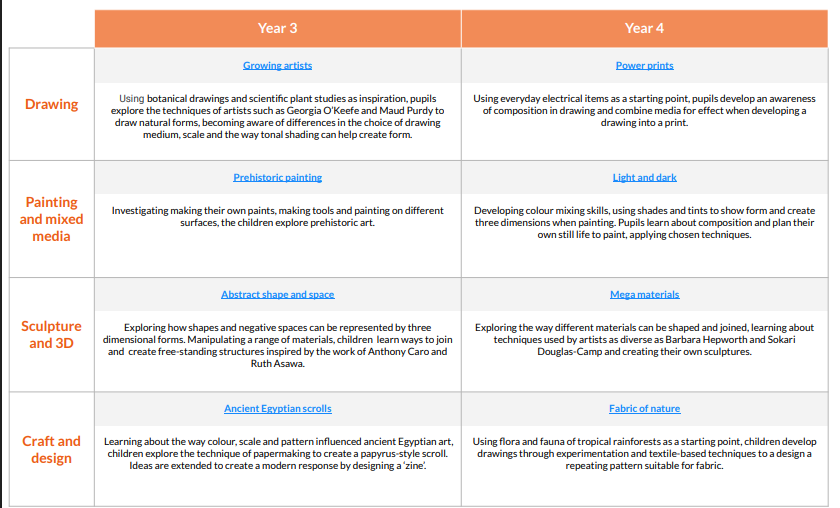 Year 3
Year 4
Drawing
Growing artists
Using botanical drawings and scientific plant studies as inspiration, pupils
explore the techniques of artists such as Georgia O'Keefe and Maud Purdy to
draw natural forms, becoming aware of differences in the choice of drawing
medium, scale and the way tonal shading can help create form.
Power prints
Using everyday electrical items as a starting point, pupils develop an awareness
of composition in drawing and combine media for effect when developing a
drawing into a print.
Painting
and mixed
media
Prehistoric painting
Investigating making their own paints, making tools and painting on different
surfaces, the children explore prehistoric art.
Light and dark
Developing colour mixing skills, using shades and tints to show form and create
three dimensions when painting. Pupils learn about composition and plan their
own still life to paint, applying chosen techniques.
Sculpture
and 3D
Abstract shape and space
Exploring how shapes and negative spaces can be represented by three
dimensional forms. Manipulating a range of materials, children learn ways to join
and create free-standing structures inspired by the work of Anthony Caro and
Ruth Asawa.
Mega materials
Exploring the way different materials can be shaped and joined, learning about
techniques used by artists as diverse as Barbara Hepworth and Sokari
Douglas-Camp and creating their own sculptures.
Craft and
design
Ancient Egyptian scrolls
Learning about the way colour, scale and pattern influenced ancient Egyptian art,
children explore the technique of papermaking to create a papyrus-style scroll.
Ideas are extended to create a modern response by designing a 'zine'.
Fabric of nature
Using flora and fauna of tropical rainforests as a starting point, children develop
drawings through experimentation and textile-based techniques to a design a
repeating pattern suitable for fabric.